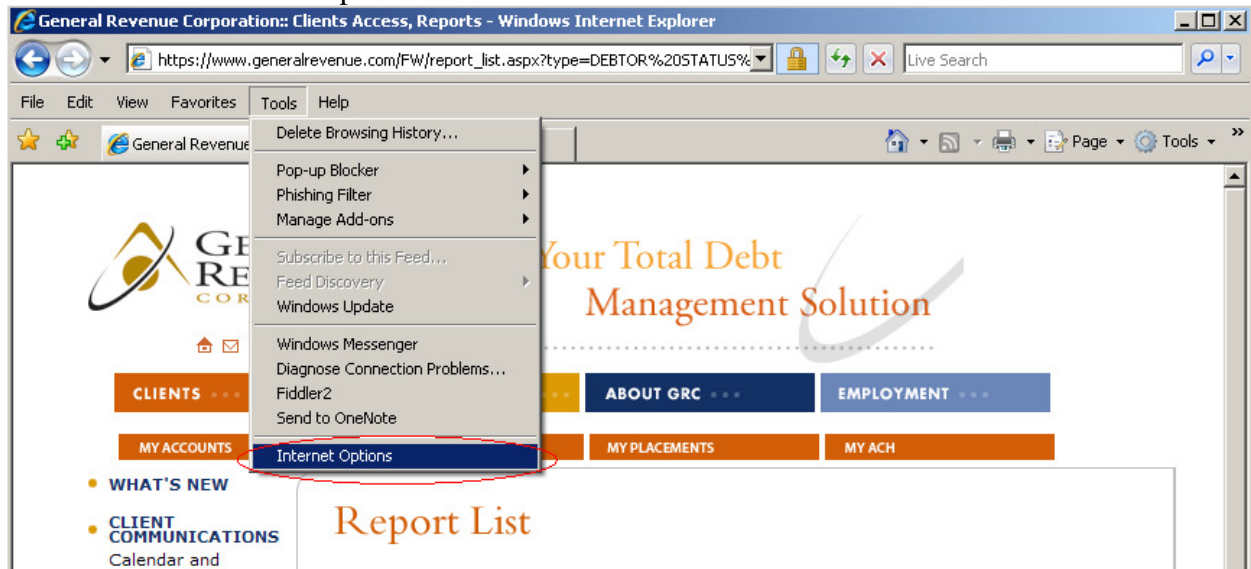 General Revenue Corporation:: Clients Access, Reports - Windows Internet Explorer
https://www.generalrevenue.com/FW/report_list.aspx?type=DEBTOR%20STATUS%
Live Search
File Edit View Favorites Tools Help
General Revenue
Page Tools »
Delete Browsing History...
Pop-up Blocker
Phishing Filter
Manage Add-ons
Subscribe to this Feed...
Feed Discovery
Windows Update
Windows Messenger
Diagnose Connection Problems...
Fiddler2
Send to OneNote
Internet Options
GE
RE
COR
Your Total Debt
Management Solution
CLIENTS
ABOUT GRC
EMPLOYMENT
MY ACCOUNTS
MY PLACEMENTS
MY ACH
WHAT'S NEW
CLIENT
COMMUNICATIONS
Calendar and
Report List